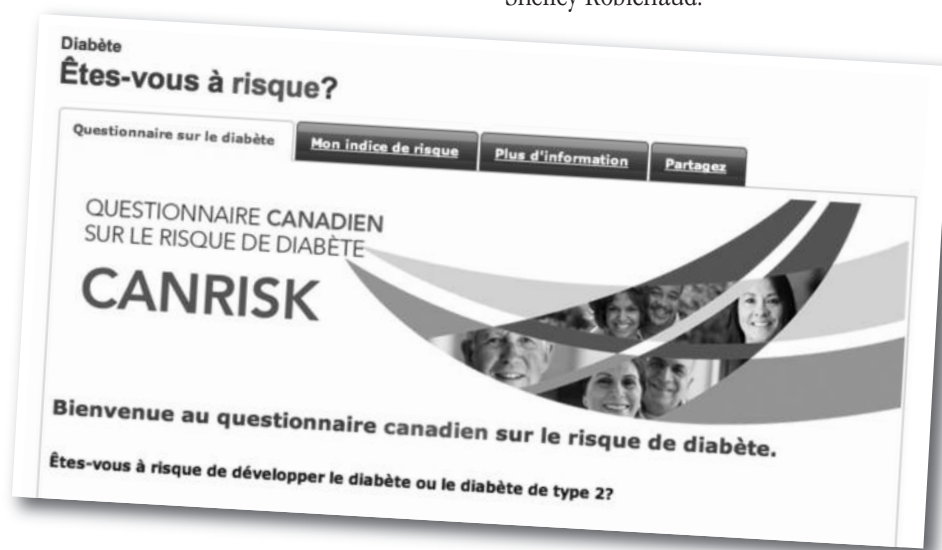 Shelley Robichaud.
Diabète
Êtes-vous à risque?
Questionnaire sur le diabète
Mon indice de risque
Plus d'information
Partagez
QUESTIONNAIRE CANADIEN
SUR LE RISQUE DE DIABÈTE
CANRISK
Bienvenue au questionnaire canadien sur le risque de diabète.
Êtes-vous à risque de développer le diabète ou le diabète de type 2?